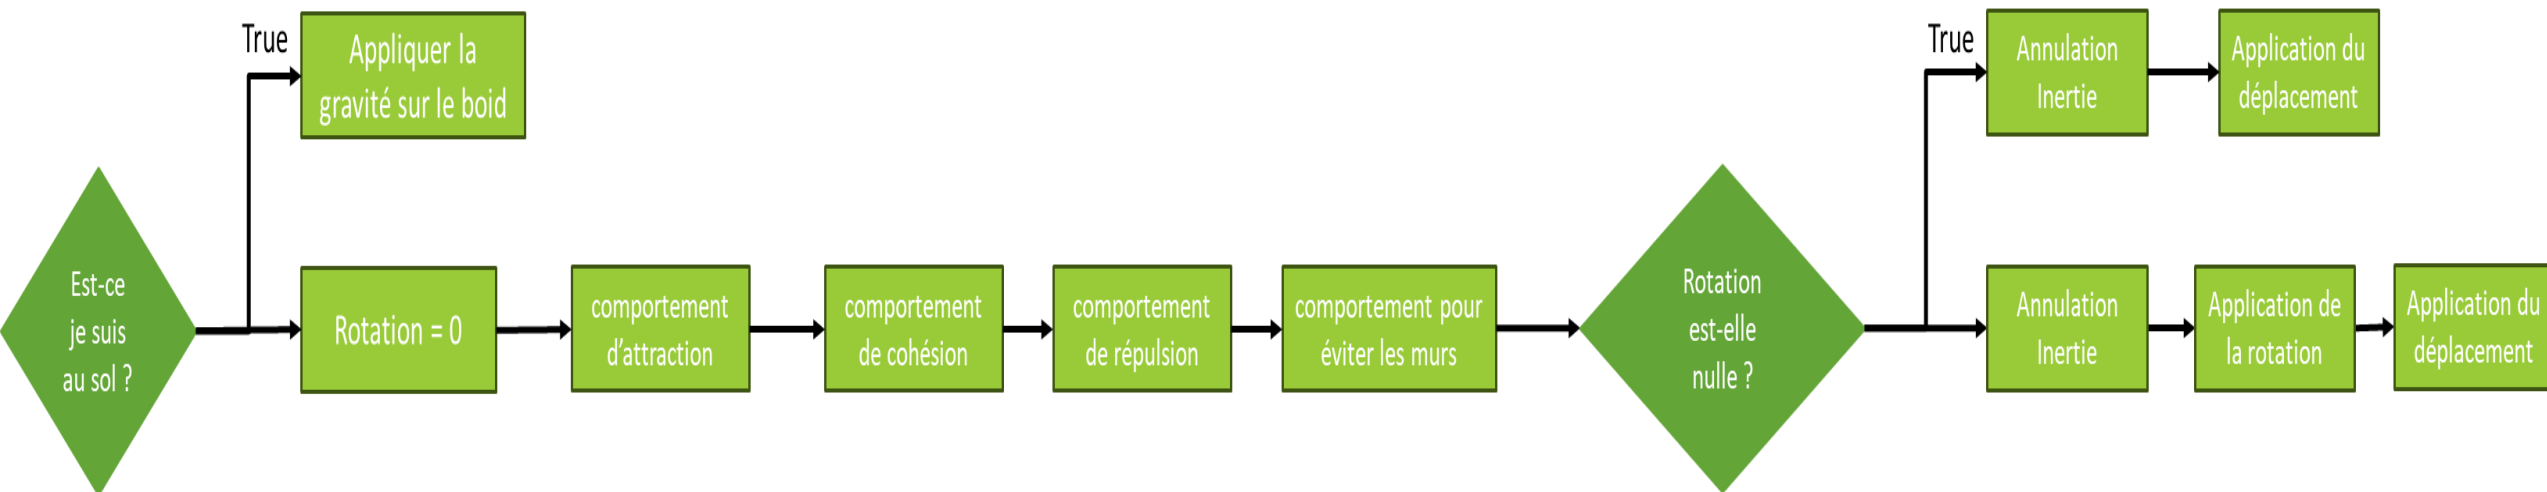 True
Appliquer la
gravité sur le boid
Est-ce
je suis
au sol ?
Rotation = 0
comportement
d’attraction
comportement
de cohésion
comportement
de répulsion
comportement pour
éviter les murs
Rotation
est-elle
nulle ?
True
Annulation
Inertie
Application du
déplacement
Annulation
Inertie
Application de
la rotation
Application du
déplacement